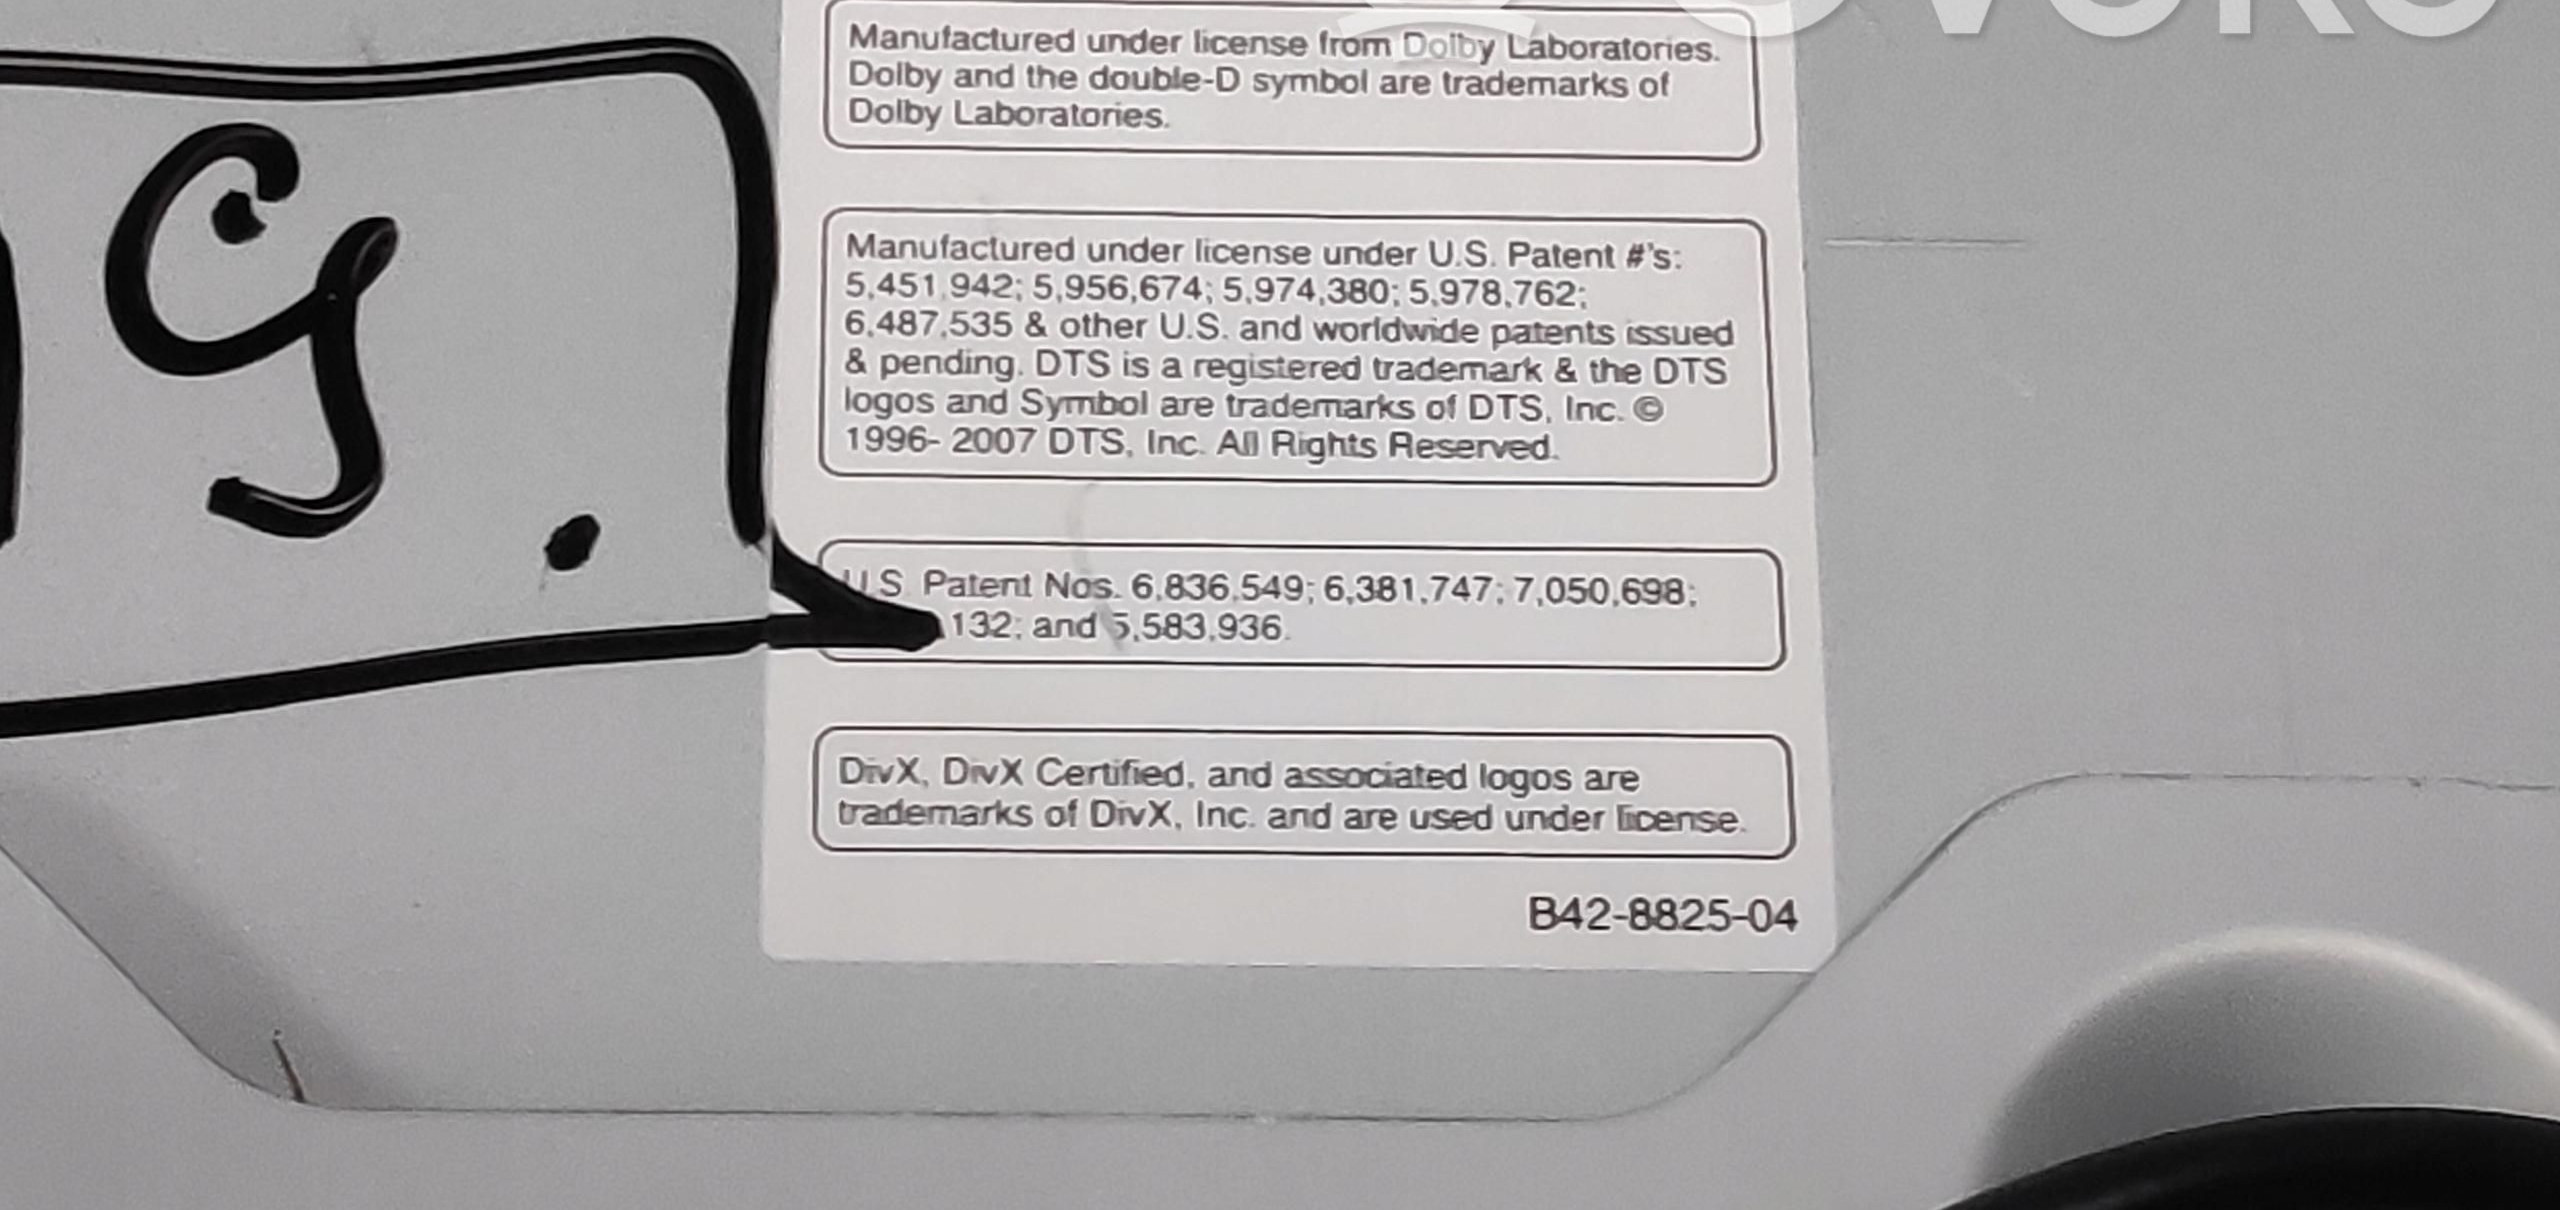 Manufactured under license from Dolby Laboratories.
Dolby and the double-D symbol are trademarks of
Dolby Laboratories.
Manufactured under license under U.S. Patent #'s:
5,451,942; 5,956,674; 5,974,380; 5,978,762;
6,487,535 & other U.S. and worldwide patents issued
& pending. DTS is a registered trademark & the DTS
logos and Symbol are trademarks of DTS, Inc. ©
1996- 2007 DTS, Inc. All Rights Reserved.
U.S. Patent Nos. 6,836,549; 6,381,747; 7,050,698;
132; and 5,583,936.
DivX, DivX Certified, and associated logos are
trademarks of DivX, Inc. and are used under license.
B42-8825-04